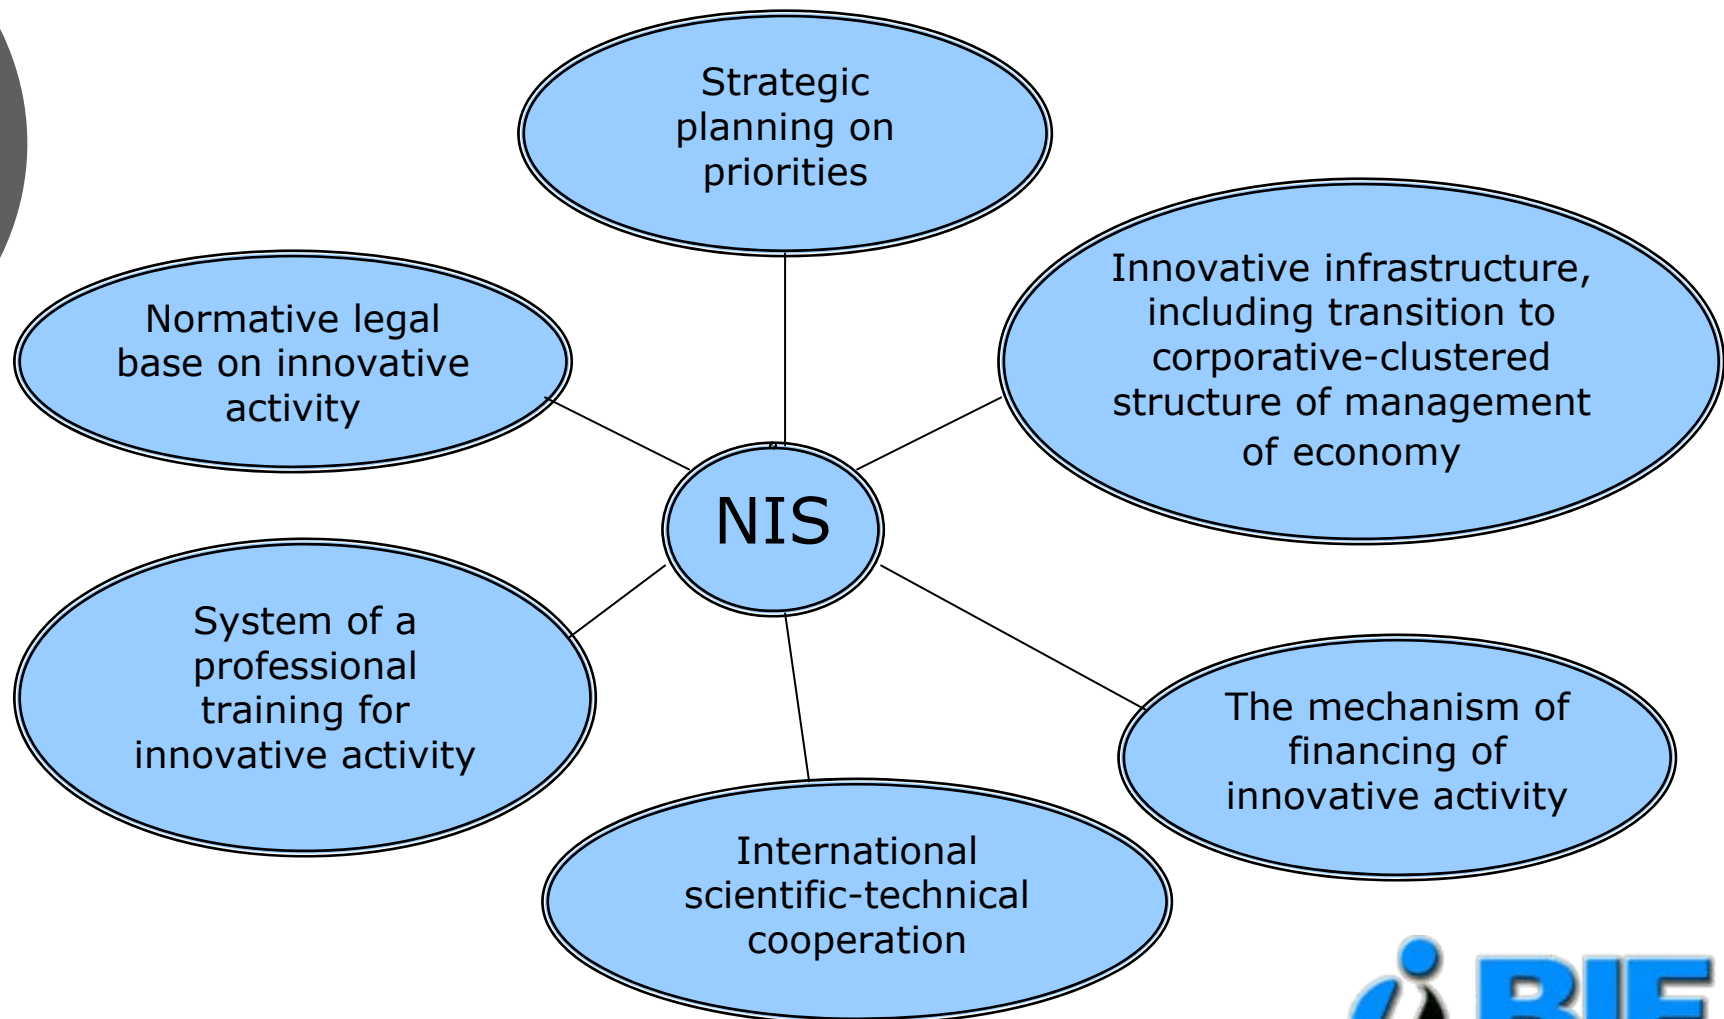 Strategic
planning on
priorities
Normative legal
base on innovative
activity
Innovative infrastructure,
including transition to
corporative-clustered
structure of management
of economy
NIS
System of a
professional
training for
innovative activity
The mechanism of
financing of
innovative activity
International
scientific-technical
cooperation